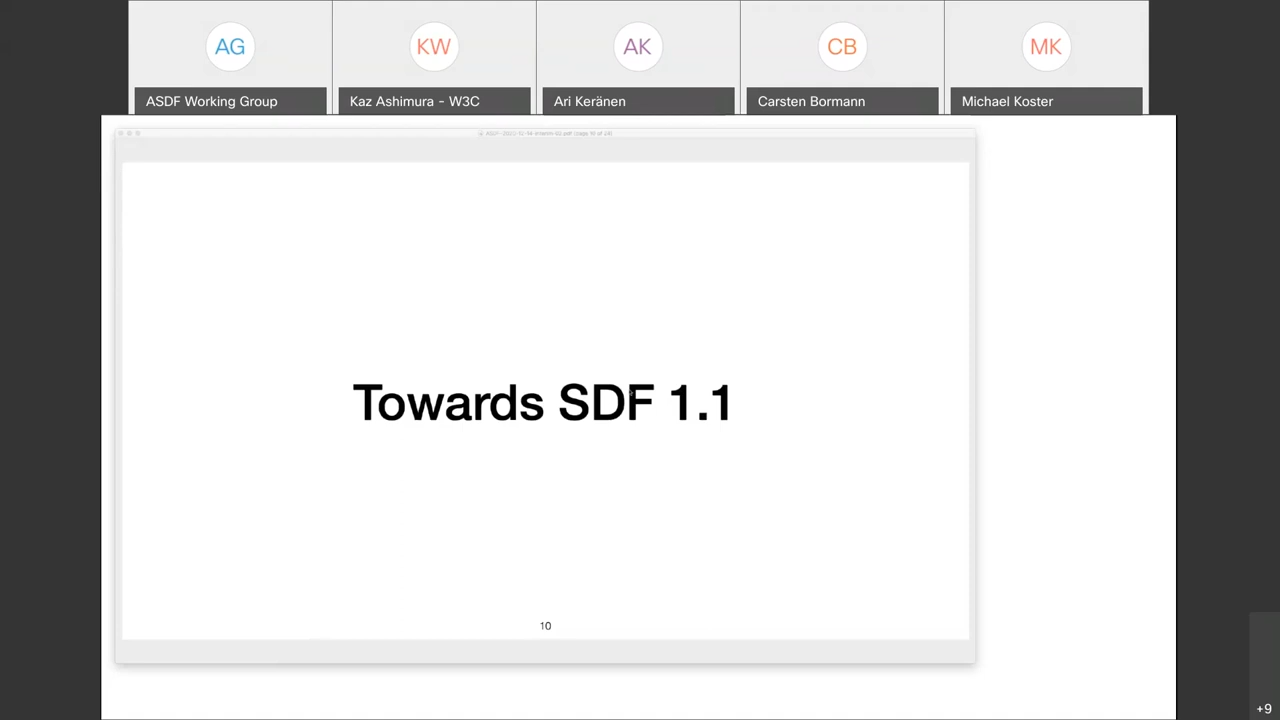 AG
KW
AK
CB
MK
ASDF Working Group
Kaz Ashimura - W3C
Ari Keränen
Carsten Bormann
Michael Koster
Towards SDF 1.1
10
+9